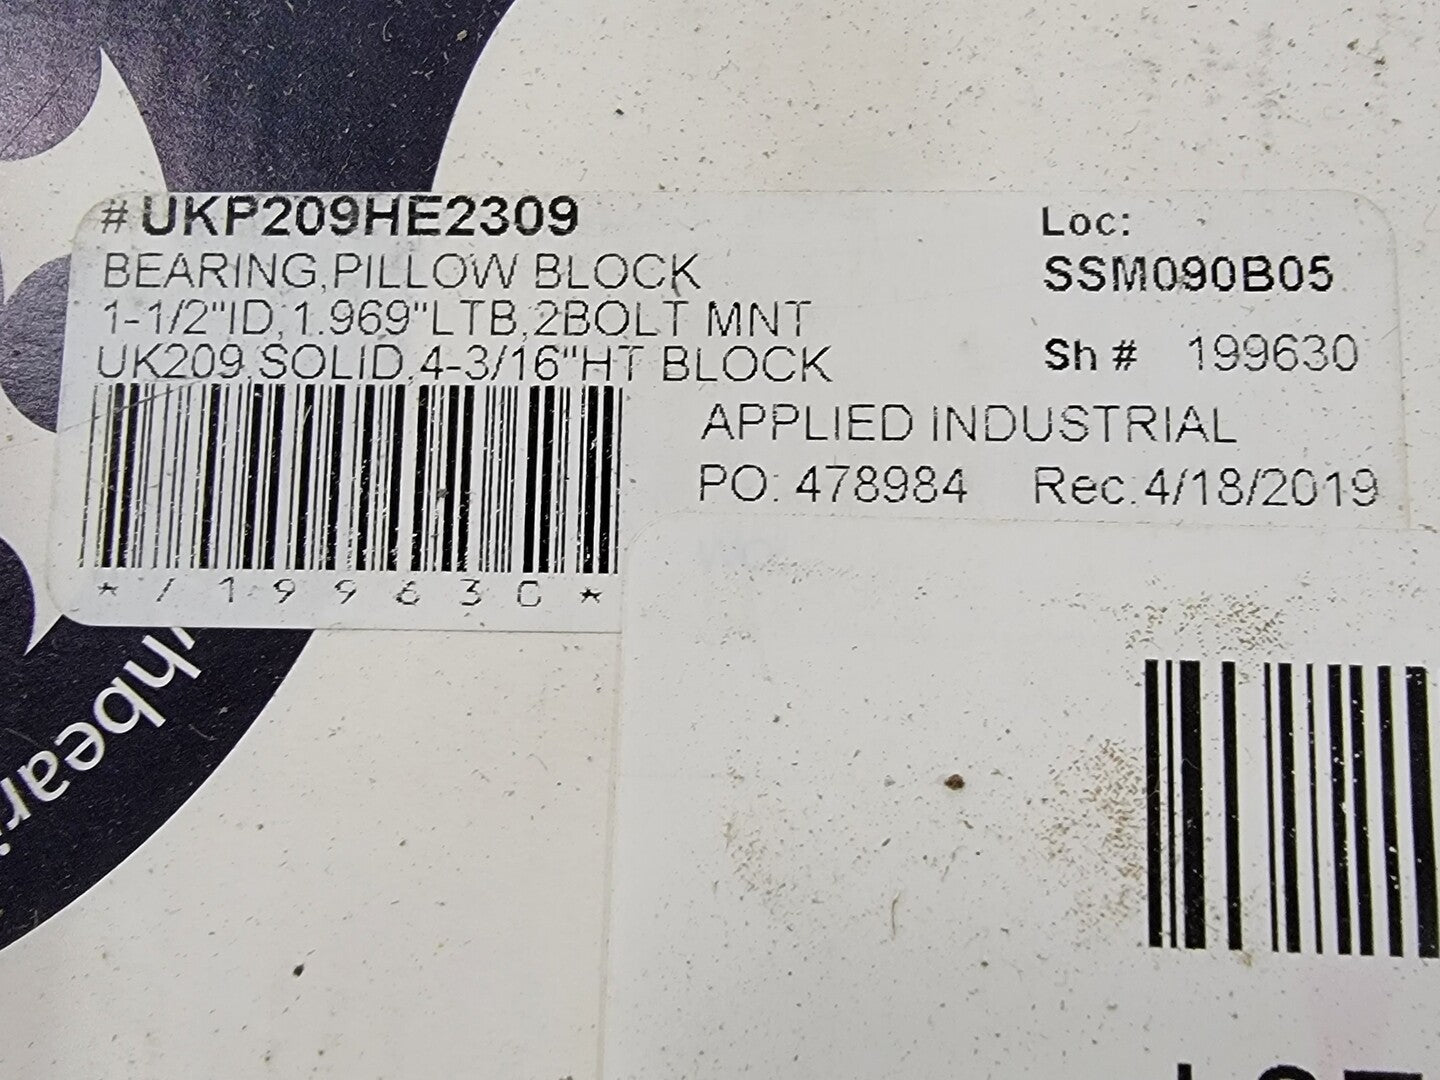 #UKP209HE2309
BEARING,PILLOW BLOCK
1-1/2"ID,1.969"LTB,2BOLT MNT
UK209,SOLID,4-3/16"HT BLOCK
*/199630*
Loc:
SSM090B05
Sh # 199630
APPLIED INDUSTRIAL
PO: 478984 Rec:4/18/2019